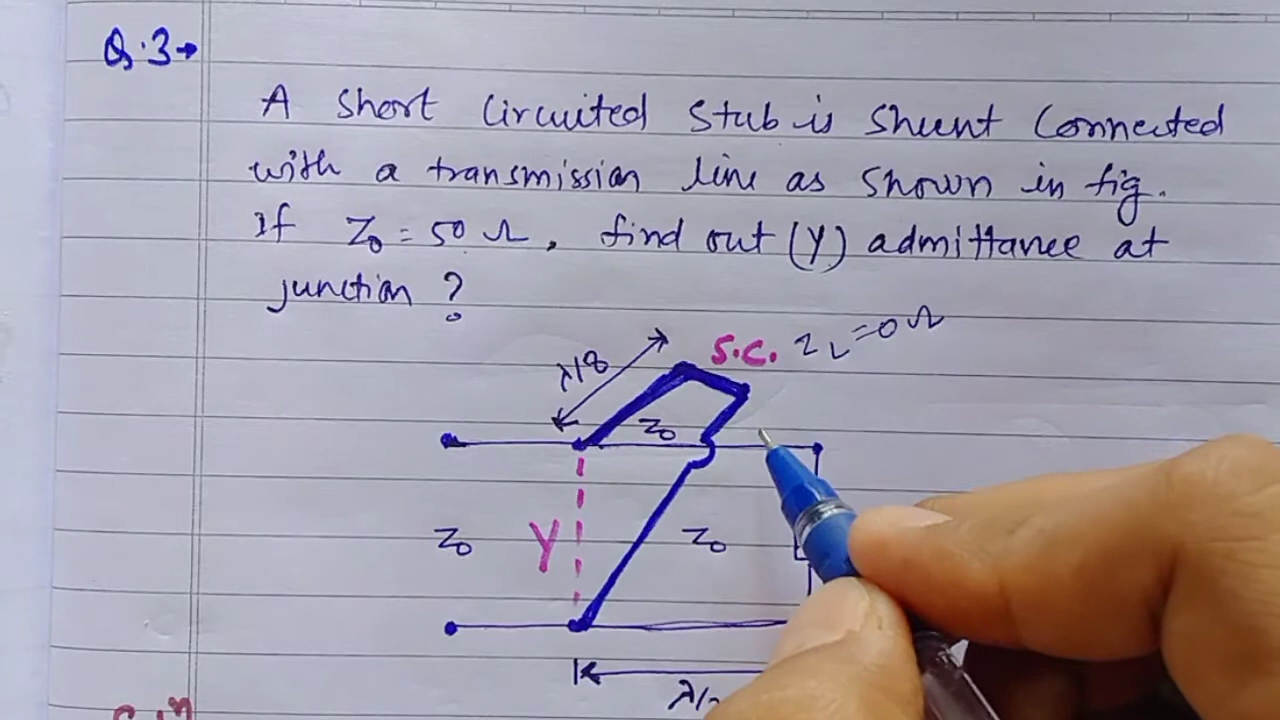 Q.3→
A Short Circuited Stub is Shunt Connected
with a transmission line as Shown in fig.
If Z₀ = 50 Ω, find out (Y) admittance at
junction ?
S.C. Z_L = 0 Ω
λ/8
Z₀
Z₀ Y Z₀